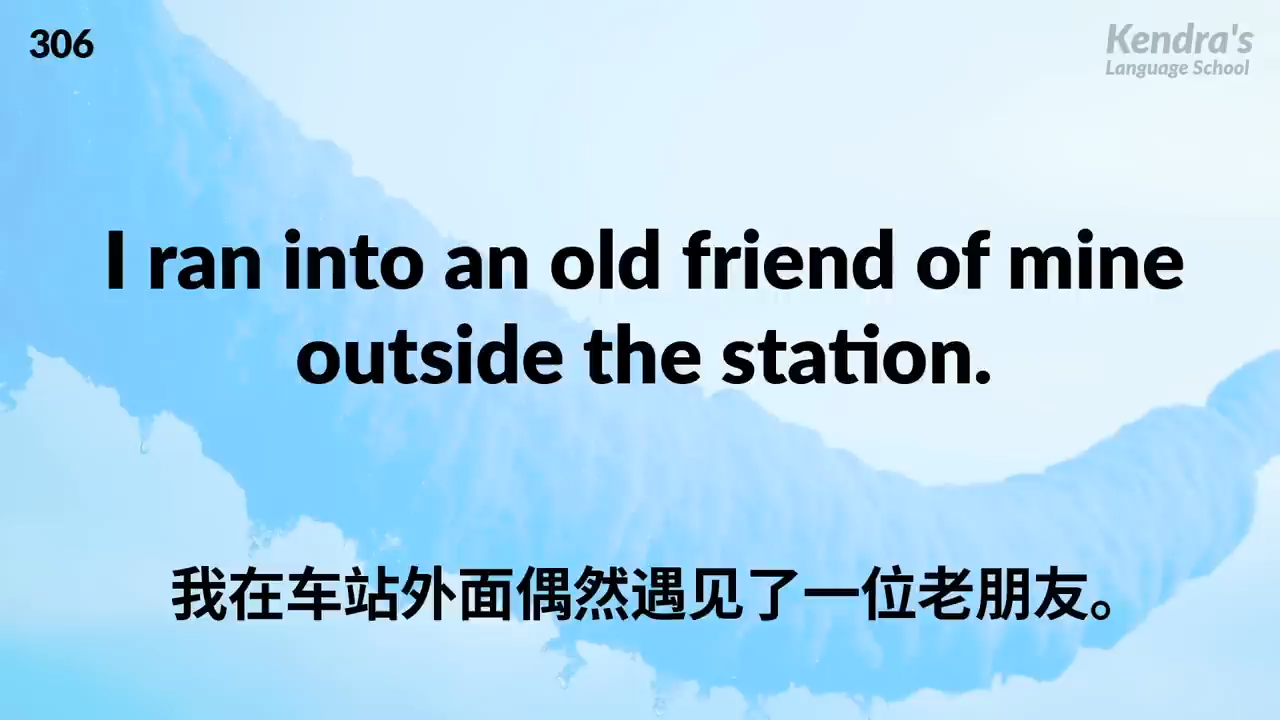 306
Kendra's
Language School
I ran into an old friend of mine
outside the station.
我在车站外面偶然遇见了一位老朋友。